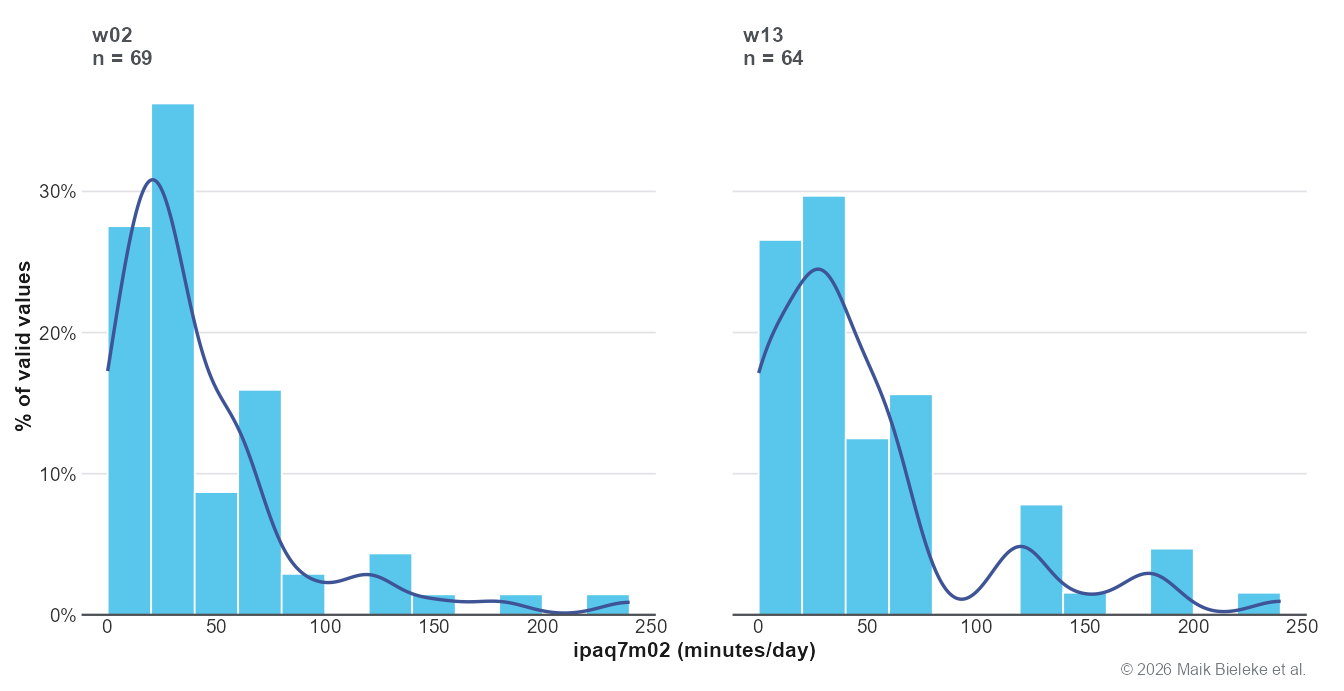 w02
n = 69
w13
n = 64
% of valid values
30%
20%
10%
0%
0 50 100 150 200 250
0 50 100 150 200 250
ipaq7m02 (minutes/day)
© 2026 Maik Bieleke et al.